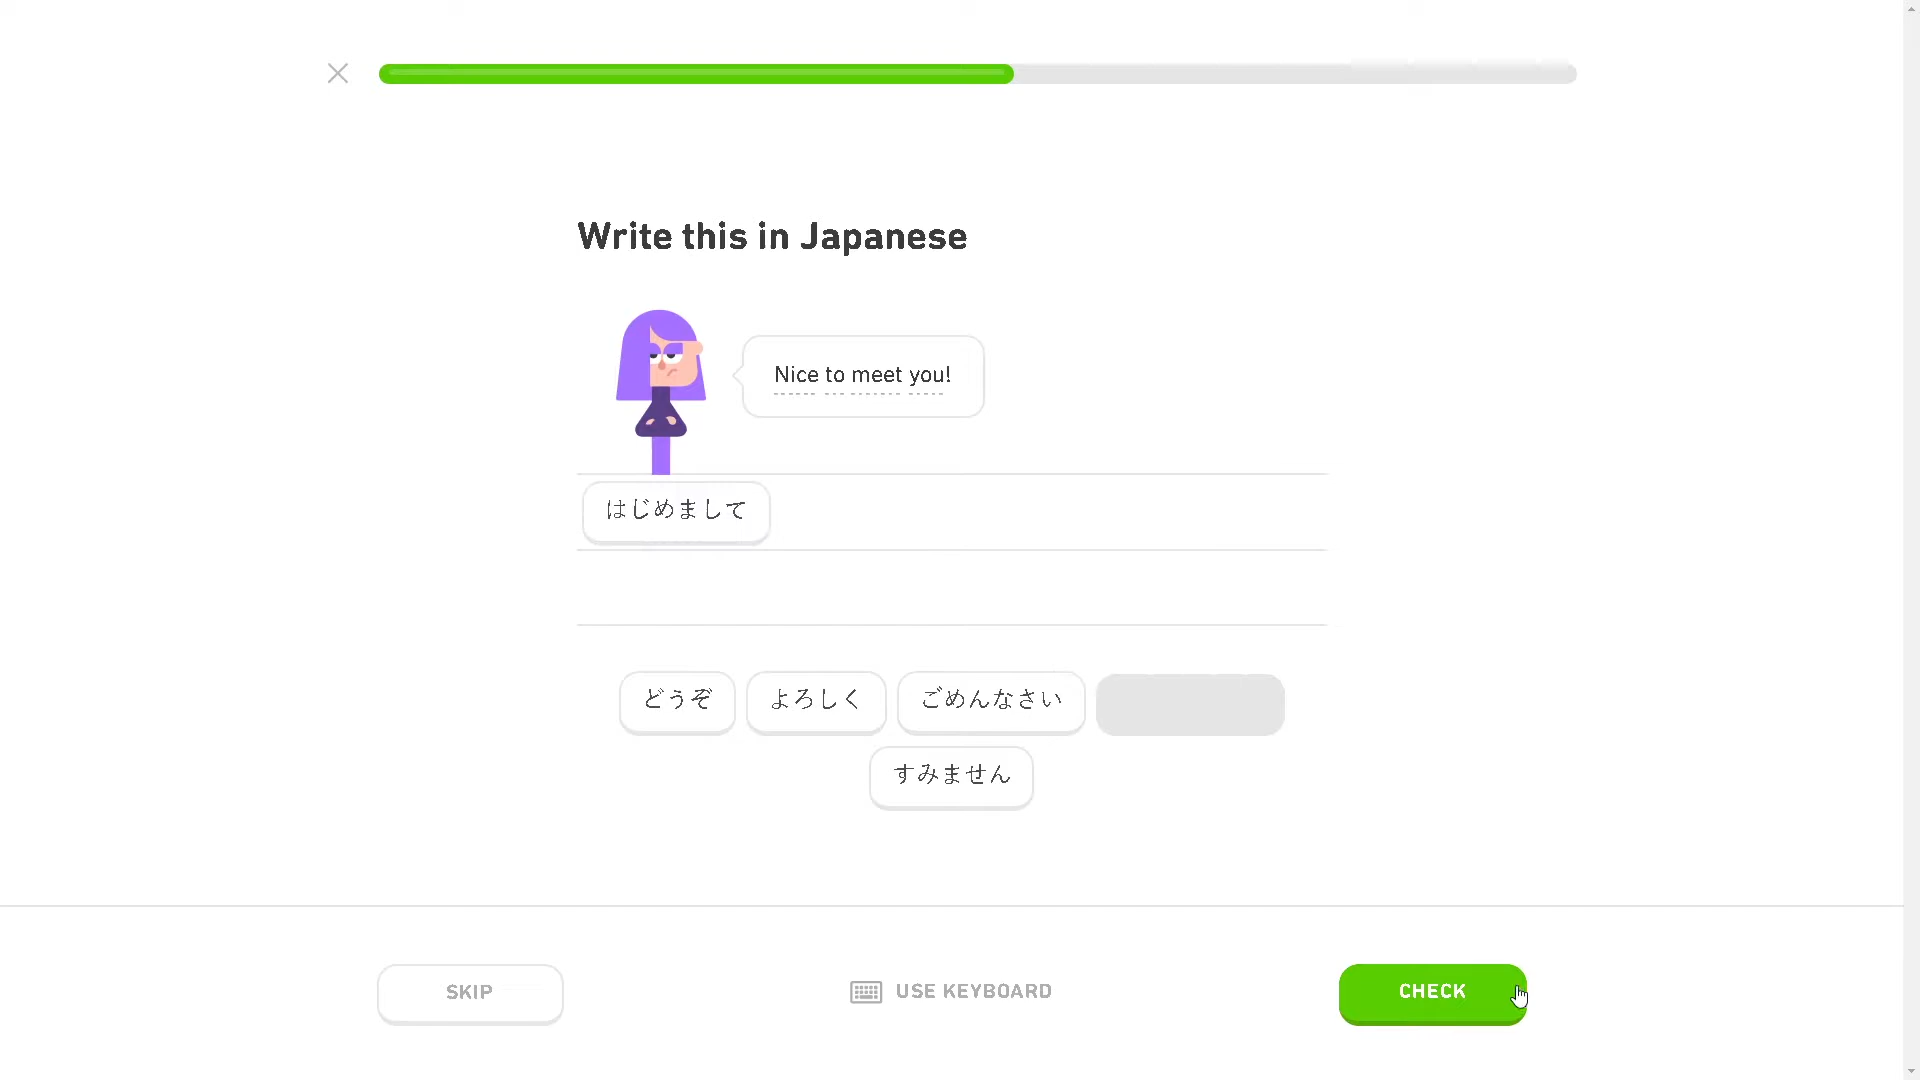 Write this in Japanese
Nice to meet you!
はじめまして
どうぞ よろしく ごめんなさい
すみません
SKIP USE KEYBOARD CHECK